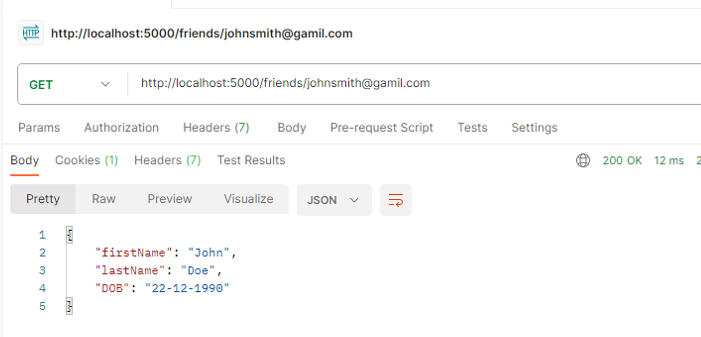 HTTP http://localhost:5000/friends/johnsmith@gamil.com
GET http://localhost:5000/friends/johnsmith@gamil.com
Params Authorization Headers (7) Body Pre-request Script Tests Settings
Body Cookies (1) Headers (7) Test Results 200 OK 12 ms 2
Pretty Raw Preview Visualize JSON
1 {
2 "firstName": "John",
3 "lastName": "Doe",
4 "DOB": "22-12-1990"
5 }